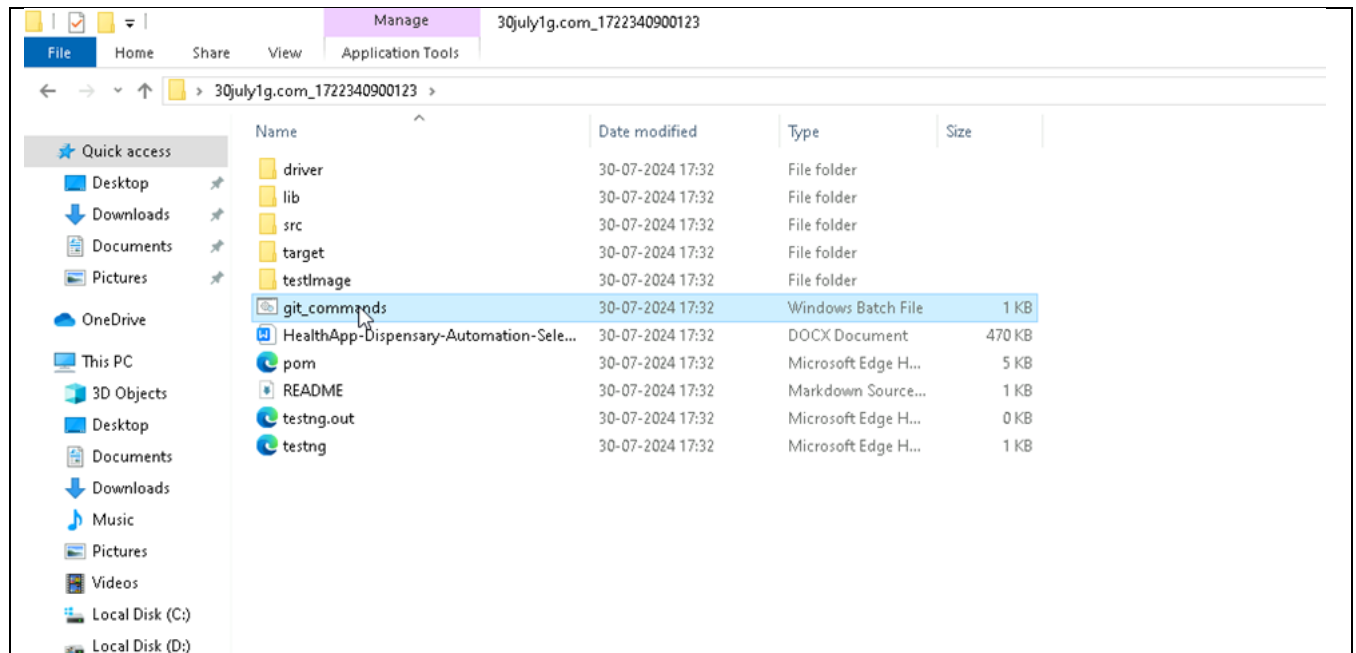 Manage 30july1g.com_1722340900123
File Home Share View Application Tools
30july1g.com_1722340900123
Name Date modified Type Size
Quick access
Desktop
Downloads
Documents
Pictures
OneDrive
This PC
3D Objects
Desktop
Documents
Downloads
Music
Pictures
Videos
Local Disk (C:)
Local Disk (D:)
driver 30-07-2024 17:32 File folder
lib 30-07-2024 17:32 File folder
src 30-07-2024 17:32 File folder
target 30-07-2024 17:32 File folder
testImage 30-07-2024 17:32 File folder
git_commands 30-07-2024 17:32 Windows Batch File 1 KB
HealthApp-Dispensary-Automation-Sele... 30-07-2024 17:32 DOCX Document 470 KB
pom 30-07-2024 17:32 Microsoft Edge H... 5 KB
README 30-07-2024 17:32 Markdown Source... 1 KB
testng.out 30-07-2024 17:32 Microsoft Edge H... 0 KB
testng 30-07-2024 17:32 Microsoft Edge H... 1 KB